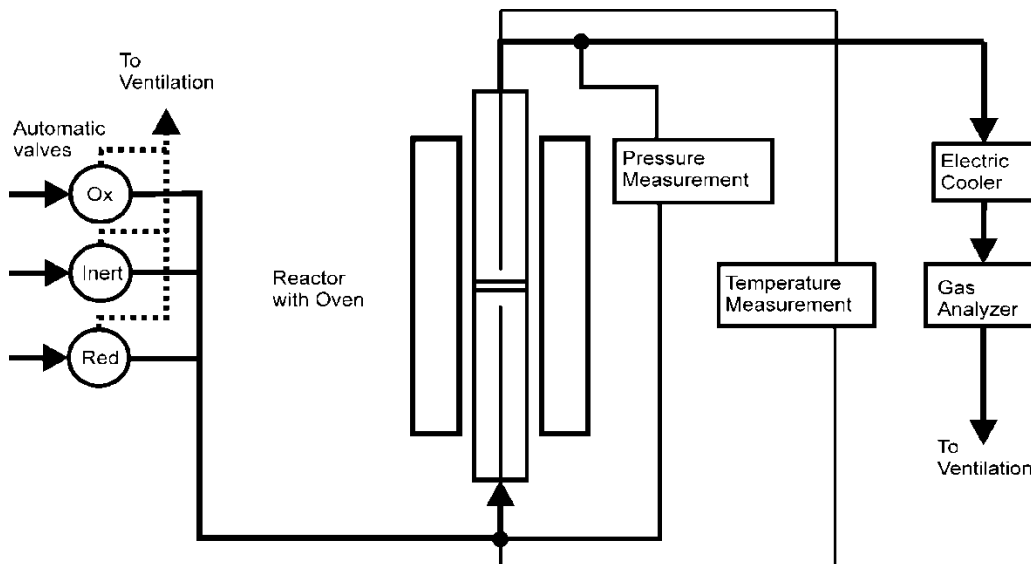 To
Ventilation
Automatic
valves
Ox
Inert
Red
Reactor
with Oven
Pressure
Measurement
Temperature
Measurement
Electric
Cooler
Gas
Analyzer
To
Ventilation